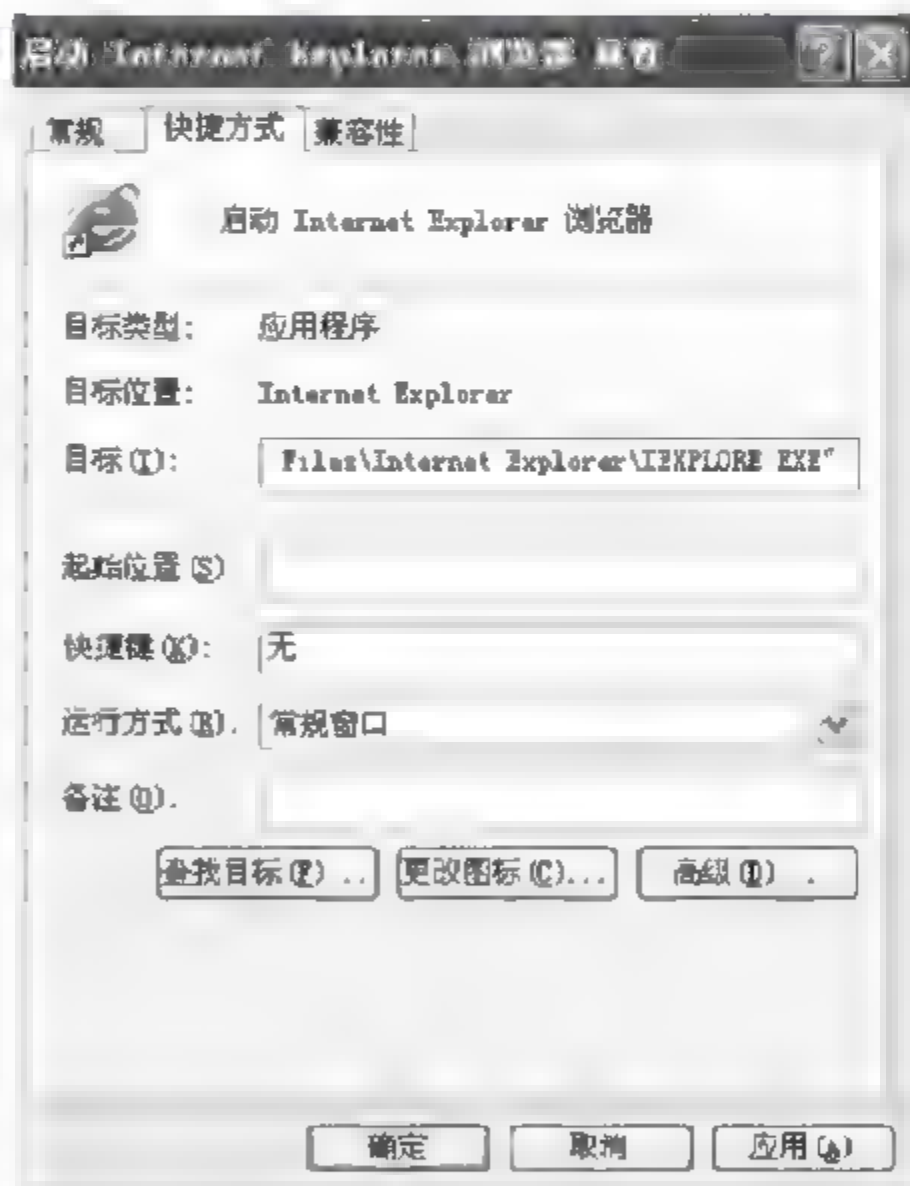 启动 Internet Explorer 浏览器 属性
常规 快捷方式 兼容性
启动 Internet Explorer 浏览器
目标类型: 应用程序
目标位置: Internet Explorer
目标(T): Files\Internet Explorer\IEXPLORE.EXE"
起始位置(S)
快捷键(K): 无
运行方式(R). 常规窗口
备注(O).
查找目标(F)... 更改图标(C)... 高级(D)...
确定 取消 应用(A)